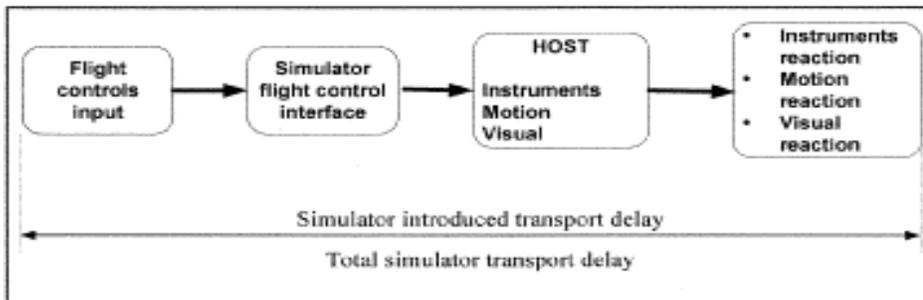 Flight
controls
input
Simulator
flight control
interface
HOST
Instruments
Motion
Visual
• Instruments
reaction
• Motion
reaction
• Visual
reaction
Simulator introduced transport delay
Total simulator transport delay